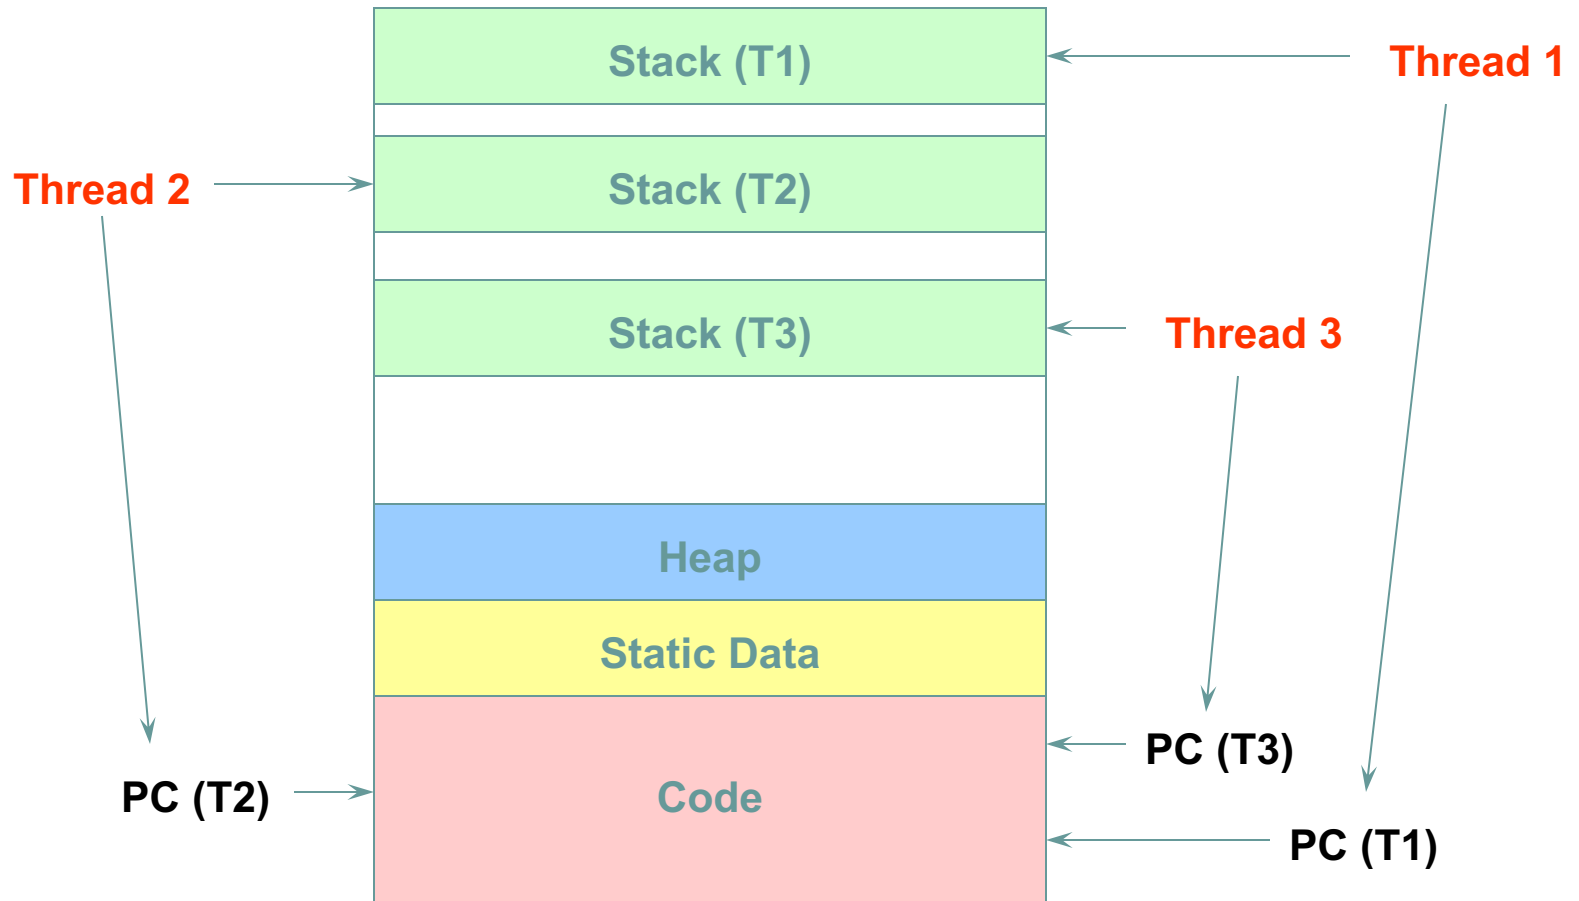 Stack (T1)
Thread 1
Thread 2
Stack (T2)
Stack (T3)
Thread 3
Heap
Static Data
PC (T3)
PC (T2)
Code
PC (T1)